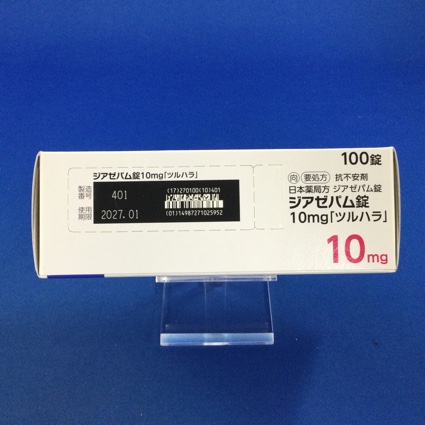 ジアゼパム錠10mg「ツルハラ」
製造
番号
401
(17)270100(10)401
使用
期限
2027.01
(01)14987271025952
100錠
向 要処方 抗不安剤
日本薬局方 ジアゼパム錠
ジアゼパム錠
10mg「ツルハラ」
10mg